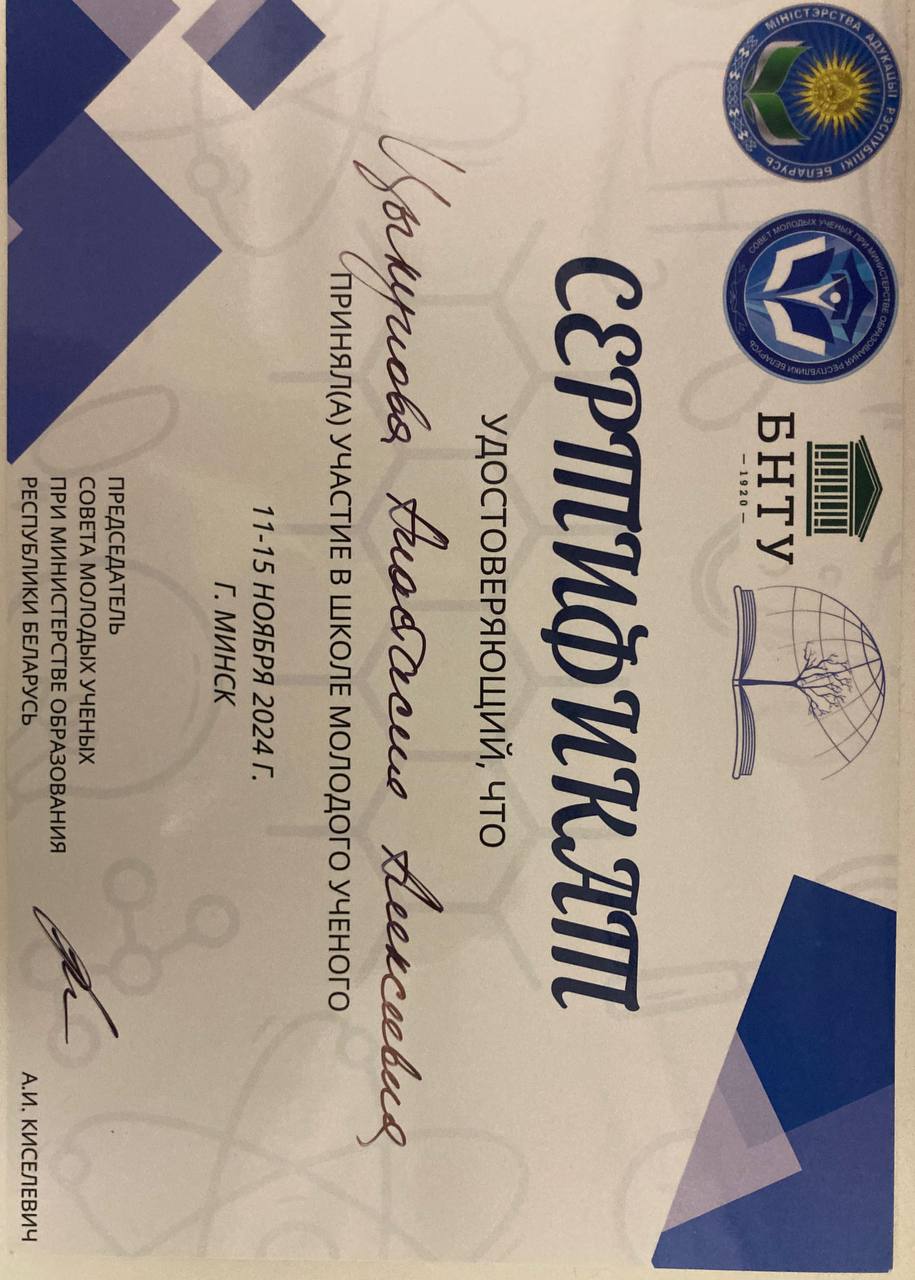 МІНІСТЭРСТВА АДУКАЦЫІ РЭСПУБЛІКІ БЕЛАРУСЬ
СОВЕТ МОЛОДЫХ УЧЕНЫХ ПРИ МИНИСТЕРСТВЕ ОБРАЗОВАНИЯ РЕСПУБЛИКИ БЕЛАРУСЬ
БНТУ
1920
СЕРТИФИКАТ
УДОСТОВЕРЯЮЩИЙ, ЧТО
Анастасия Алексеевна
ПРИНЯЛ(А) УЧАСТИЕ В ШКОЛЕ МОЛОДОГО УЧЕНОГО
11-15 НОЯБРЯ 2024 Г.
Г. МИНСК
ПРЕДСЕДАТЕЛЬ
СОВЕТА МОЛОДЫХ УЧЕНЫХ
ПРИ МИНИСТЕРСТВЕ ОБРАЗОВАНИЯ
РЕСПУБЛИКИ БЕЛАРУСЬ
А.И. КИСЕЛЕВИЧ